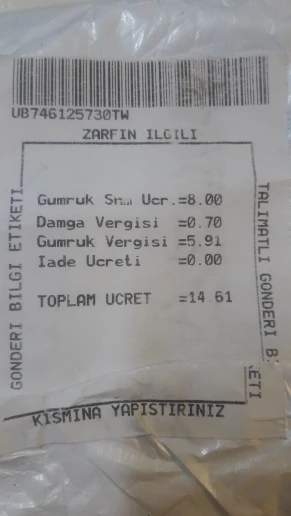 UB746125730TW
ZARFIN ILGILI
Gumruk Ucr.=8.00
Damga Vergisi =0.70
Gumruk Vergisi =5.91
Iade Ucreti =0.00
TOPLAM UCRET =14.61
GONDERI BILGI ETIKETI
TALIMATLI GONDERI
KISMINA YAPISTIRINIZ